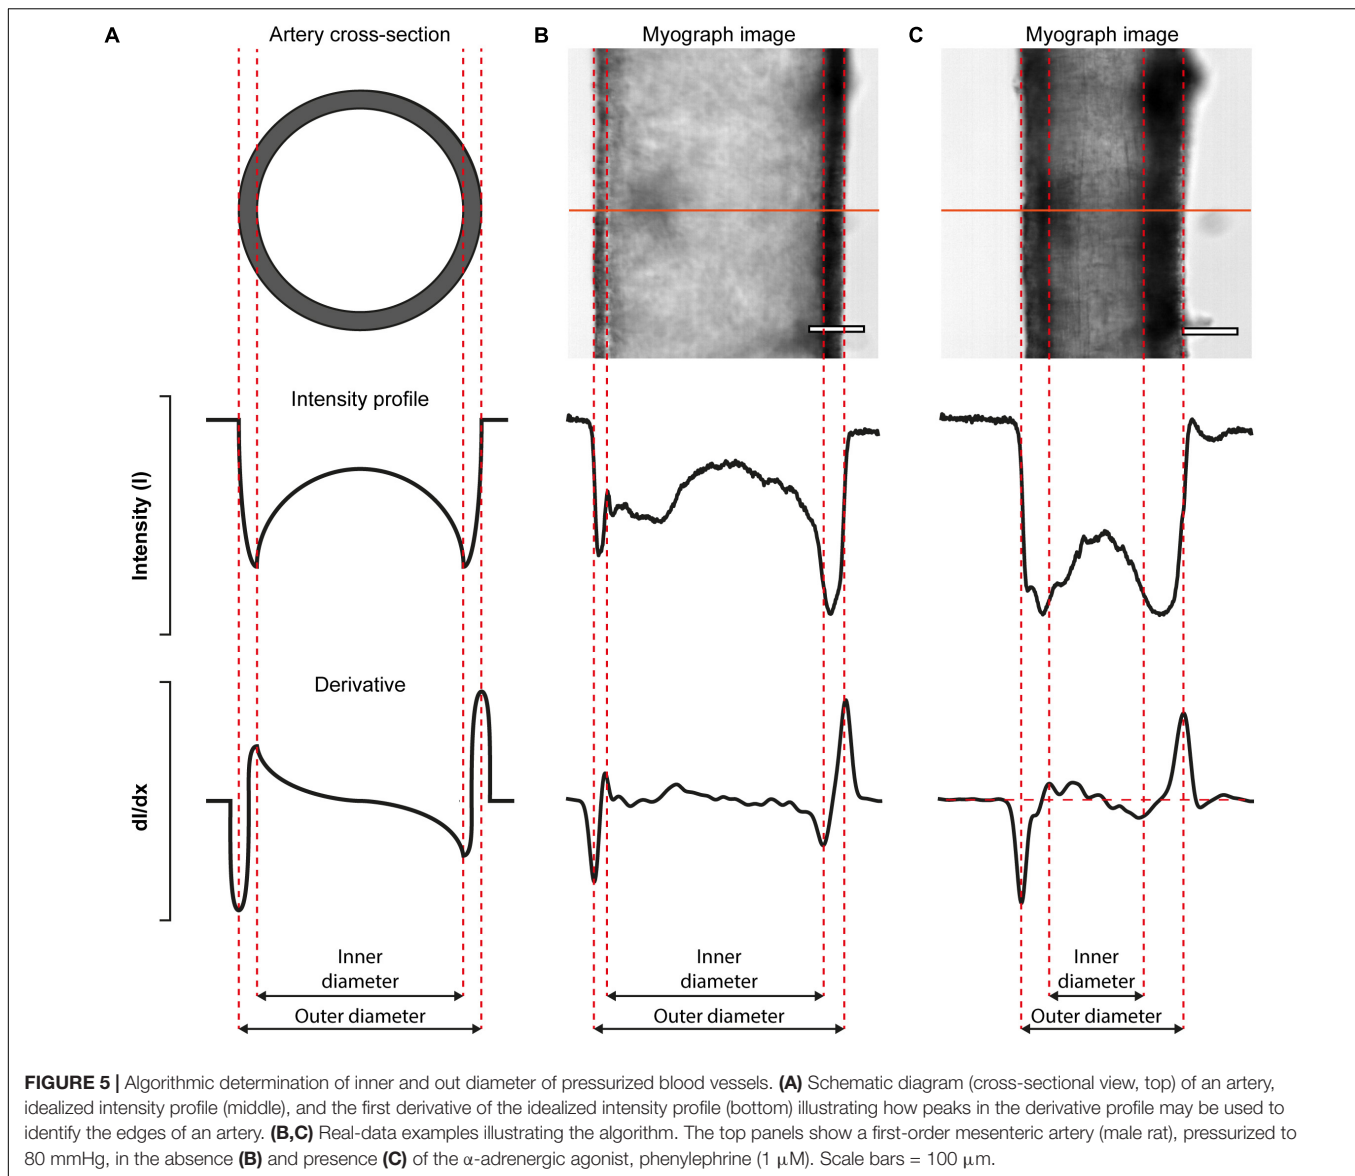 A
Artery cross-section
B
Myograph image
C
Myograph image
Intensity profile
Intensity (I)
Derivative
dI/dx
Inner
diameter
Outer diameter
Inner
diameter
Outer diameter
Inner
diameter
Outer diameter
FIGURE 5 | Algorithmic determination of inner and out diameter of pressurized blood vessels. (A) Schematic diagram (cross-sectional view, top) of an artery,
idealized intensity profile (middle), and the first derivative of the idealized intensity profile (bottom) illustrating how peaks in the derivative profile may be used to
identify the edges of an artery. (B,C) Real-data examples illustrating the algorithm. The top panels show a first-order mesenteric artery (male rat), pressurized to
80 mmHg, in the absence (B) and presence (C) of the α-adrenergic agonist, phenylephrine (1 μM). Scale bars = 100 μm.